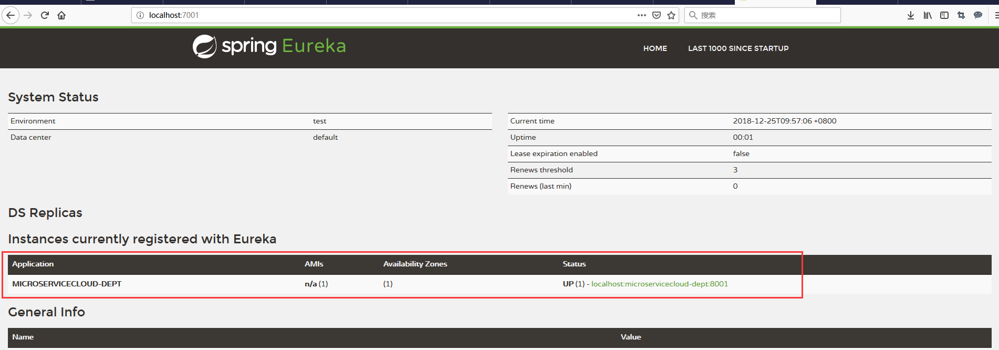 localhost:7001
搜索
spring Eureka
HOME
LAST 1000 SINCE STARTUP
System Status
Environment test
Data center default
Current time 2018-12-25T09:57:06 +0800
Uptime 00:01
Lease expiration enabled false
Renews threshold 3
Renews (last min) 0
DS Replicas
Instances currently registered with Eureka
Application AMIs Availability Zones Status
MICROSERVICECLOUD-DEPT n/a (1) (1) UP (1) - localhost:microservicecloud-dept:8001
General Info
Name Value